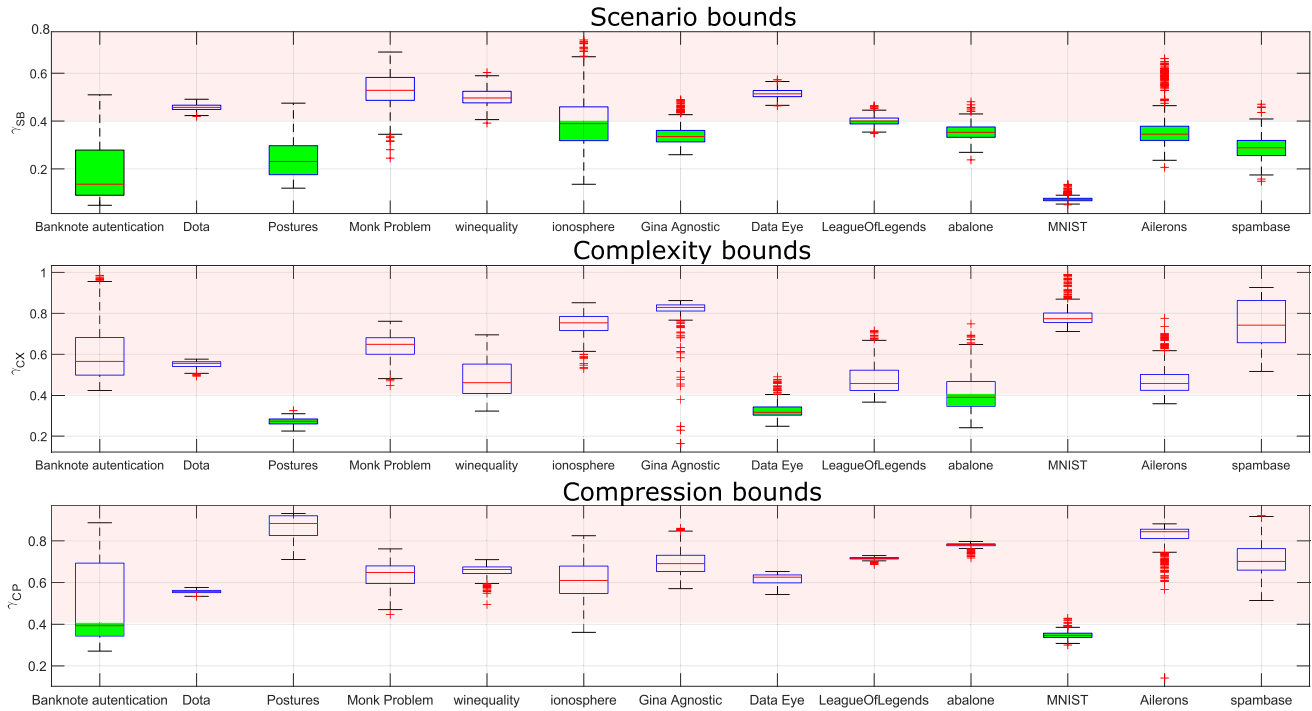 Scenario bounds
0.8
0.6
0.4
0.2
γSB
Banknote autentication Dota Postures Monk Problem winequality ionosphere Gina Agnostic Data Eye LeagueOfLegends abalone MNIST Ailerons spambase
Complexity bounds
1
0.8
0.6
0.4
0.2
γCX
Banknote autentication Dota Postures Monk Problem winequality ionosphere Gina Agnostic Data Eye LeagueOfLegends abalone MNIST Ailerons spambase
Compression bounds
0.8
0.6
0.4
0.2
γCP
Banknote autentication Dota Postures Monk Problem winequality ionosphere Gina Agnostic Data Eye LeagueOfLegends abalone MNIST Ailerons spambase